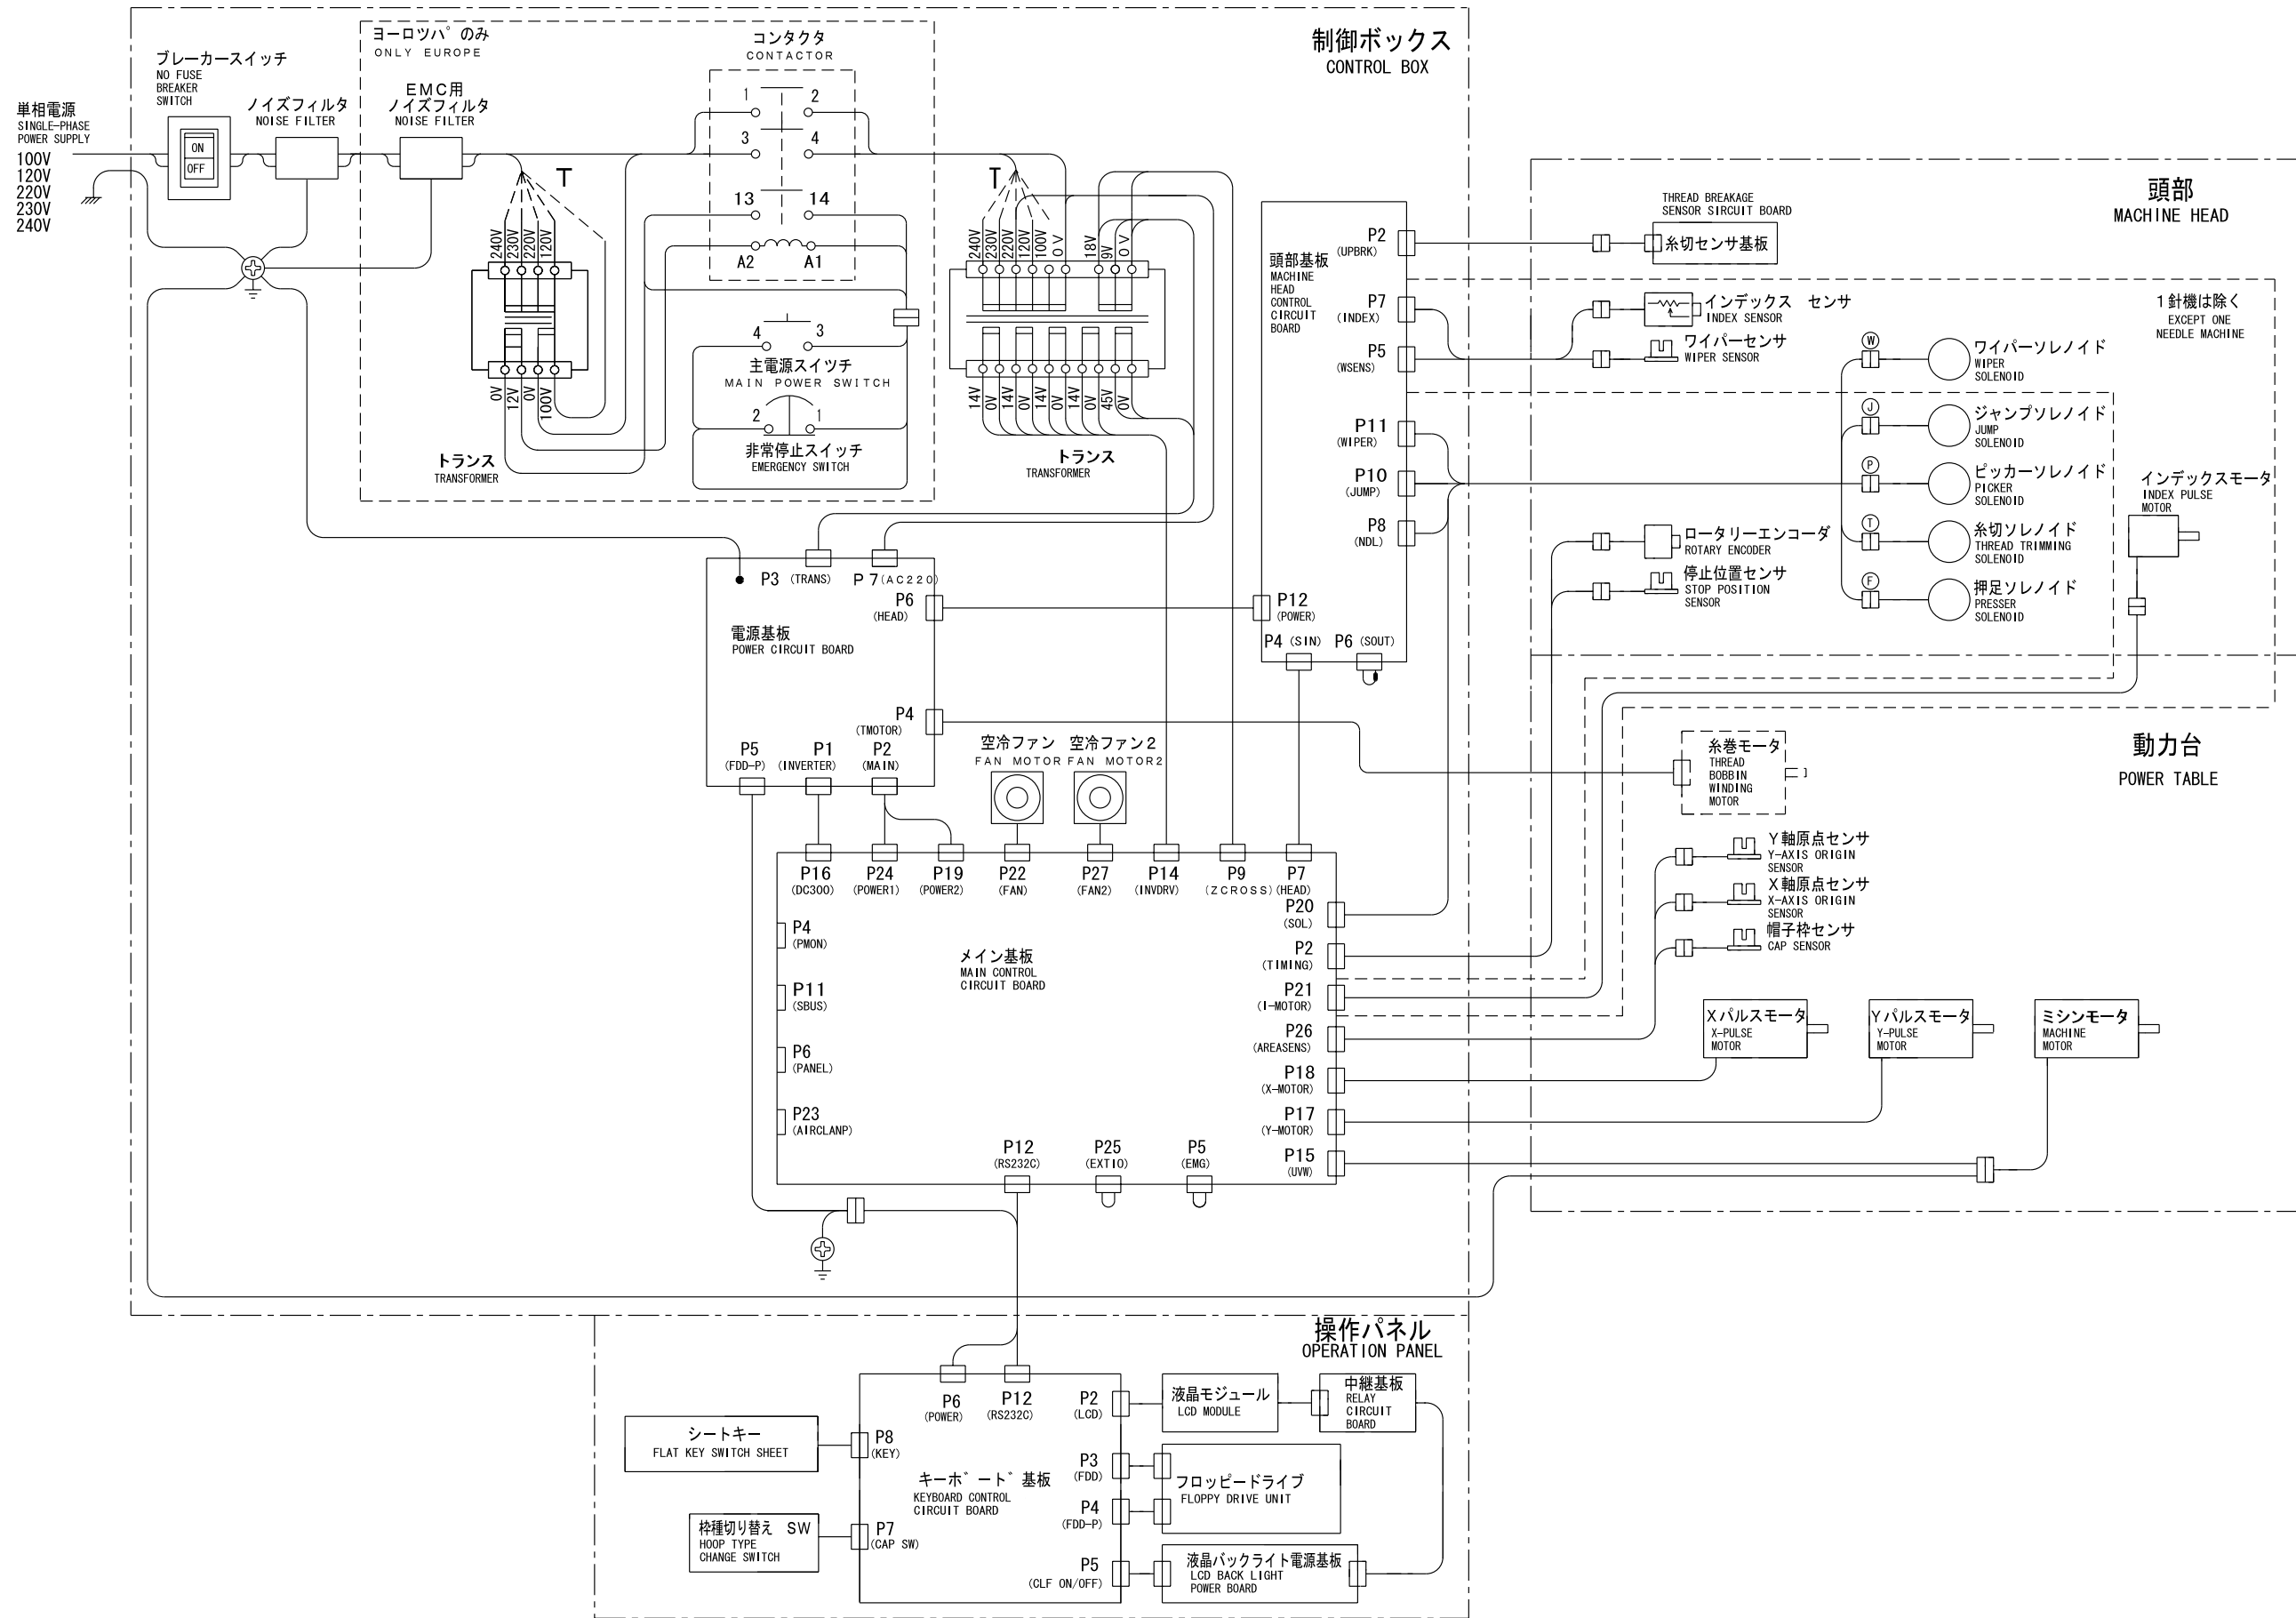 制御ボックス
CONTROL BOX
単相電源
SINGLE-PHASE
POWER SUPPLY
100V
120V
220V
230V
240V
ブレーカースイッチ
NO FUSE
BREAKER
SWITCH
ON
OFF
ノイズフィルタ
NOISE FILTER
ヨーロツパ゜のみ
ONLY EUROPE
EMC用
ノイズフィルタ
NOISE FILTER
コンタクタ
CONTACTOR
1
2
3
4
13
14
A2
A1
T
240V
230V
220V
120V
0V
12V
0V
100V
トランス
TRANSFORMER
4
3
主電源スイッチ
MAIN POWER SWITCH
2
1
非常停止スイッチ
EMERGENCY SWITCH
T
240V
230V
220V
120V
100V
0V
18V
9V
0V
14V
0V
14V
0V
14V
0V
14V
0V
45V
0V
トランス
TRANSFORMER
頭部基板
MACHINE
HEAD
CONTROL
CIRCUIT
BOARD
P2
(UPBRK)
P7
(INDEX)
P5
(WSENS)
P11
(WIPER)
P10
(JUMP)
P8
(NDL)
P12
(POWER)
P4 (SIN)
P6 (SOUT)
頭部
MACHINE HEAD
THREAD BREAKAGE
SENSOR SIRCUIT BOARD
糸切センサ基板
インデックス センサ
INDEX SENSOR
ワイパーセンサ
WIPER SENSOR
1針機は除く
EXCEPT ONE
NEEDLE MACHINE
W
ワイパーソレノイド
WIPER
SOLENOID
J
ジャンプソレノイド
JUMP
SOLENOID
P
ピッカーソレノイド
PICKER
SOLENOID
T
糸切ソレノイド
THREAD TRIMMING
SOLENOID
F
押足ソレノイド
PRESSER
SOLENOID
インデックスモータ
INDEX PULSE
MOTOR
ロータリーエンコーダ
ROTARY ENCODER
停止位置センサ
STOP POSITION
SENSOR
P3 (TRANS)
P7(AC220)
P6
(HEAD)
電源基板
POWER CIRCUIT BOARD
P4
(TMOTOR)
P5
(FDD-P)
P1
(INVERTER)
P2
(MAIN)
空冷ファン
FAN MOTOR
空冷ファン2
FAN MOTOR2
動力台
POWER TABLE
糸巻モータ
THREAD
BOBBIN
WINDING
MOTOR
Y軸原点センサ
Y-AXIS ORIGIN
SENSOR
X軸原点センサ
X-AXIS ORIGIN
SENSOR
帽子枠センサ
CAP SENSOR
Xパルスモータ
X-PULSE
MOTOR
Yパルスモータ
Y-PULSE
MOTOR
ミシンモータ
MACHINE
MOTOR
P16
(DC300)
P24
(POWER1)
P19
(POWER2)
P22
(FAN)
P27
(FAN2)
P14
(INVDRV)
P9
(ZCROSS)
P7
(HEAD)
P20
(SOL)
P2
(TIMING)
P21
(I-MOTOR)
P26
(AREASENS)
P18
(X-MOTOR)
P17
(Y-MOTOR)
P15
(UVW)
P4
(PMON)
P11
(SBUS)
P6
(PANEL)
P23
(AIRCLANP)
メイン基板
MAIN CONTROL
CIRCUIT BOARD
P12
(RS232C)
P25
(EXTIO)
P5
(EMG)
操作パネル
OPERATION PANEL
P6
(POWER)
P12
(RS232C)
P2
(LCD)
P8
(KEY)
P3
(FDD)
P4
(FDD-P)
P7
(CAP SW)
P5
(CLF ON/OFF)
キーボ゛ード゛基板
KEYBOARD CONTROL
CIRCUIT BOARD
シートキー
FLAT KEY SWITCH SHEET
枠種切り替え SW
HOOP TYPE
CHANGE SWITCH
液晶モジュール
LCD MODULE
中継基板
RELAY
CIRCUIT
BOARD
フロッピードライブ
FLOPPY DRIVE UNIT
液晶バックライト電源基板
LCD BACK LIGHT
POWER BOARD